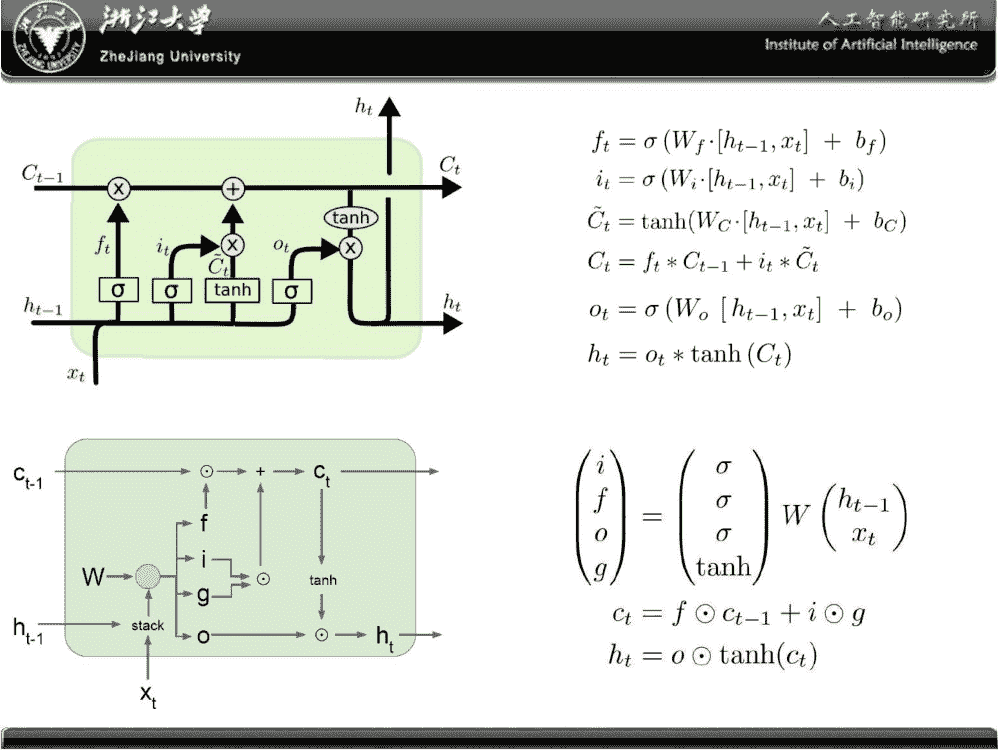 浙江大学
ZheJiang University
人工智能研究所
Institute of Artificial Intelligence
h_t
C_{t-1}
C_t
x
+
tanh
f_t
i_t
x
o_t
x
C̃_t
σ
σ
tanh
σ
h_{t-1}
h_t
x_t
f_t = σ (W_f·[h_{t-1}, x_t] + b_f)
i_t = σ (W_i·[h_{t-1}, x_t] + b_i)
C̃_t = tanh(W_C·[h_{t-1}, x_t] + b_C)
C_t = f_t * C_{t-1} + i_t * C̃_t
o_t = σ (W_o [ h_{t-1}, x_t] + b_o)
h_t = o_t * tanh (C_t)
c_{t-1}
⊙
+
c_t
f
i
W
g
⊙
tanh
h_{t-1}
stack
o
⊙
h_t
x_t
(i f o g) = (σ σ σ tanh) W (h_{t-1} x_t)
c_t = f ⊙ c_{t-1} + i ⊙ g
h_t = o ⊙ tanh(c_t)